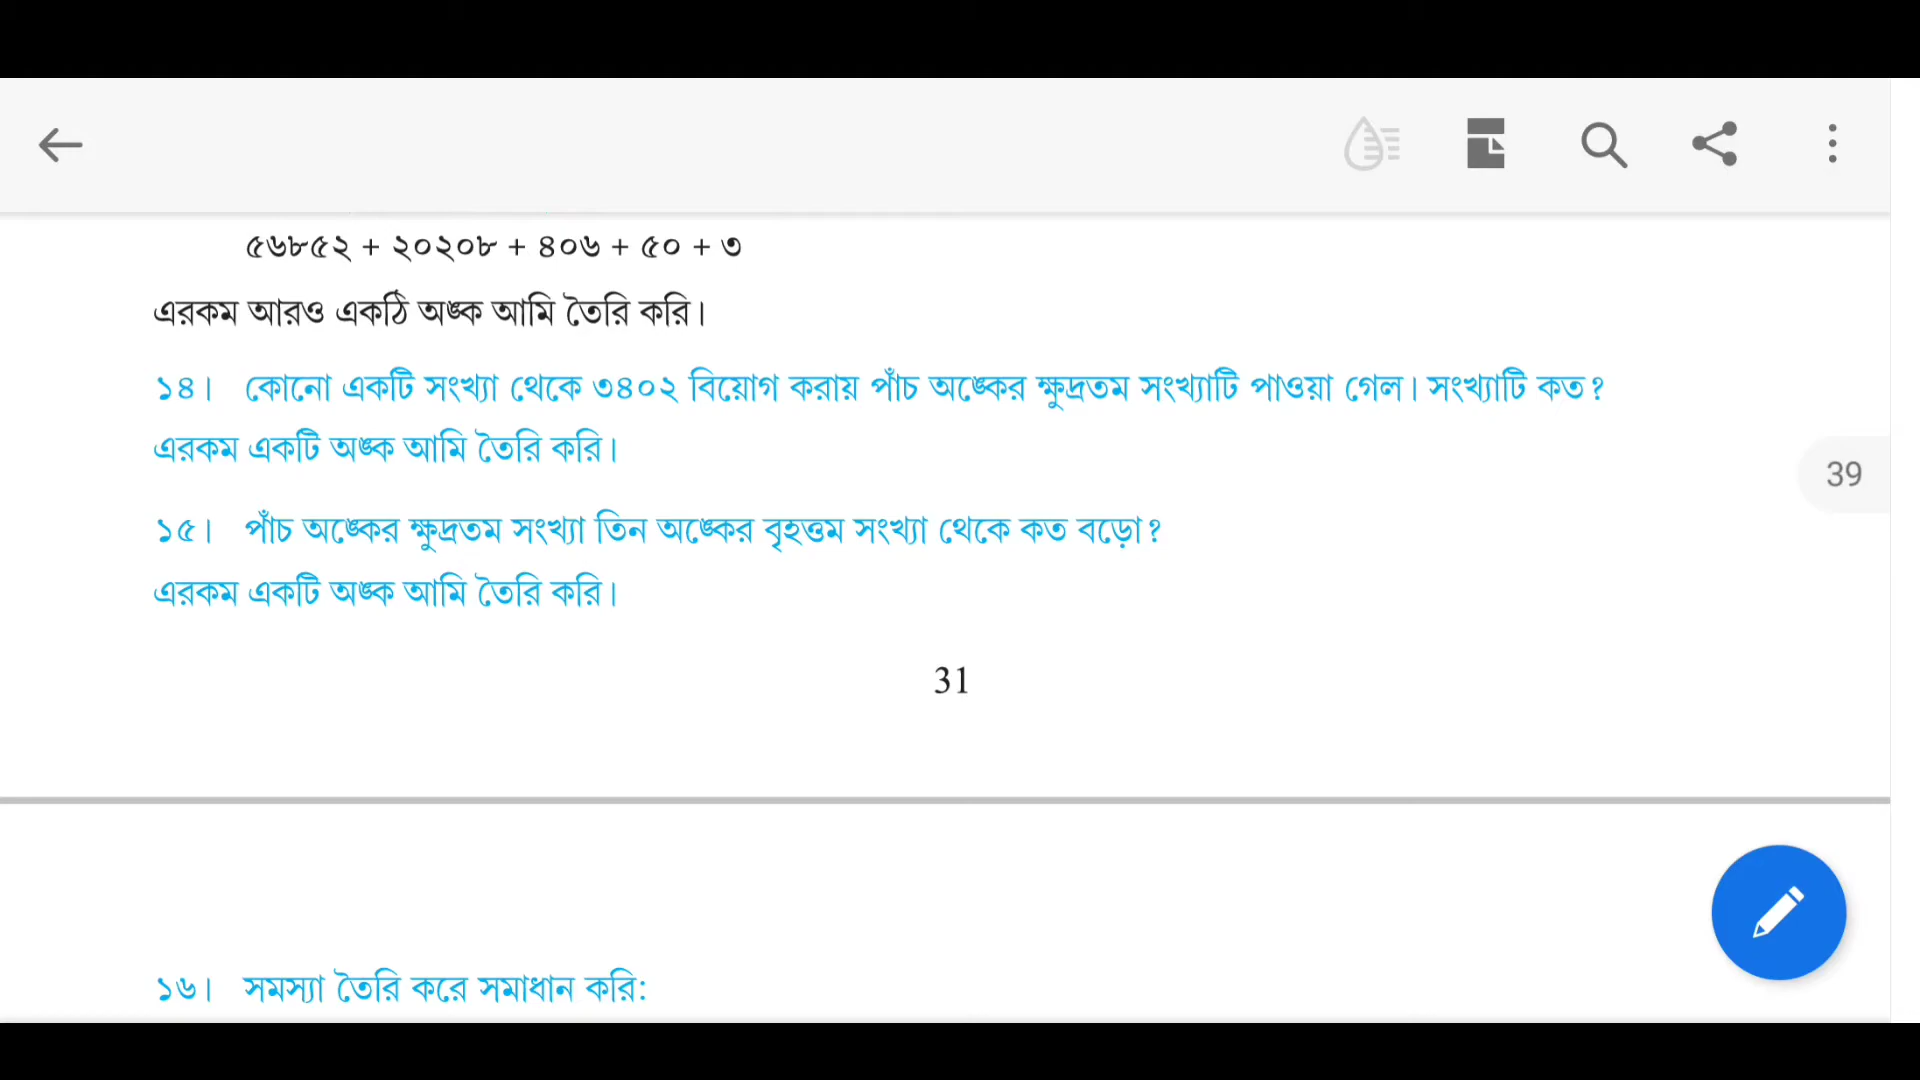 ৫৬৮৫২ + ২০২০৮ + ৪০৬ + ৫০ + ৩
এরকম আরও একঠি অঙ্ক আমি তৈরি করি।
১৪। কোনো একটি সংখ্যা থেকে ৩৪০২ বিয়োগ করায় পাঁচ অঙ্কের ক্ষুদ্রতম সংখ্যাটি পাওয়া গেল। সংখ্যাটি কত?
এরকম একটি অঙ্ক আমি তৈরি করি।
39
১৫। পাঁচ অঙ্কের ক্ষুদ্রতম সংখ্যা তিন অঙ্কের বৃহত্তম সংখ্যা থেকে কত বড়ো?
এরকম একটি অঙ্ক আমি তৈরি করি।
31
১৬। সমস্যা তৈরি করে সমাধান করি: